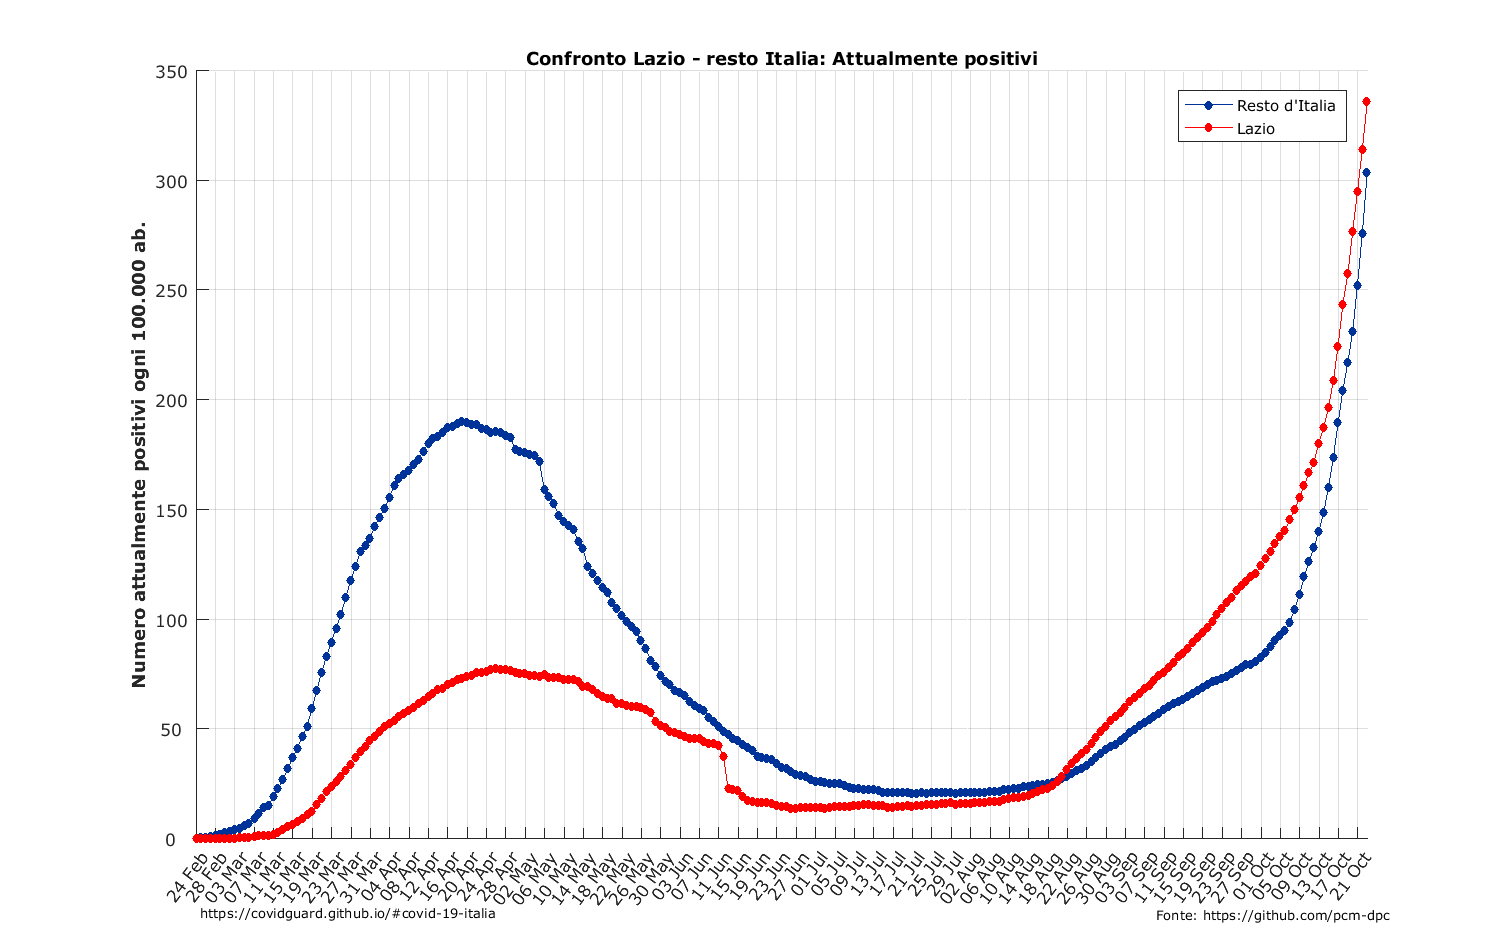 Confronto Lazio - resto Italia: Attualmente positivi
350
300
250
200
150
100
50
0
Numero attualmente positivi ogni 100.000 ab.
Resto d'Italia
Lazio
24 Feb
28 Feb
03 Mar
07 Mar
11 Mar
15 Mar
19 Mar
23 Mar
27 Mar
31 Mar
04 Apr
08 Apr
12 Apr
16 Apr
20 Apr
24 Apr
28 Apr
02 May
06 May
10 May
14 May
18 May
22 May
26 May
30 May
03 Jun
07 Jun
11 Jun
15 Jun
19 Jun
23 Jun
27 Jun
01 Jul
05 Jul
09 Jul
13 Jul
17 Jul
21 Jul
25 Jul
29 Jul
02 Aug
06 Aug
10 Aug
14 Aug
18 Aug
22 Aug
26 Aug
30 Aug
03 Sep
07 Sep
11 Sep
15 Sep
19 Sep
23 Sep
27 Sep
01 Oct
05 Oct
09 Oct
13 Oct
17 Oct
21 Oct
https://covidguard.github.io/#covid-19-italia
Fonte: https://github.com/pcm-dpc